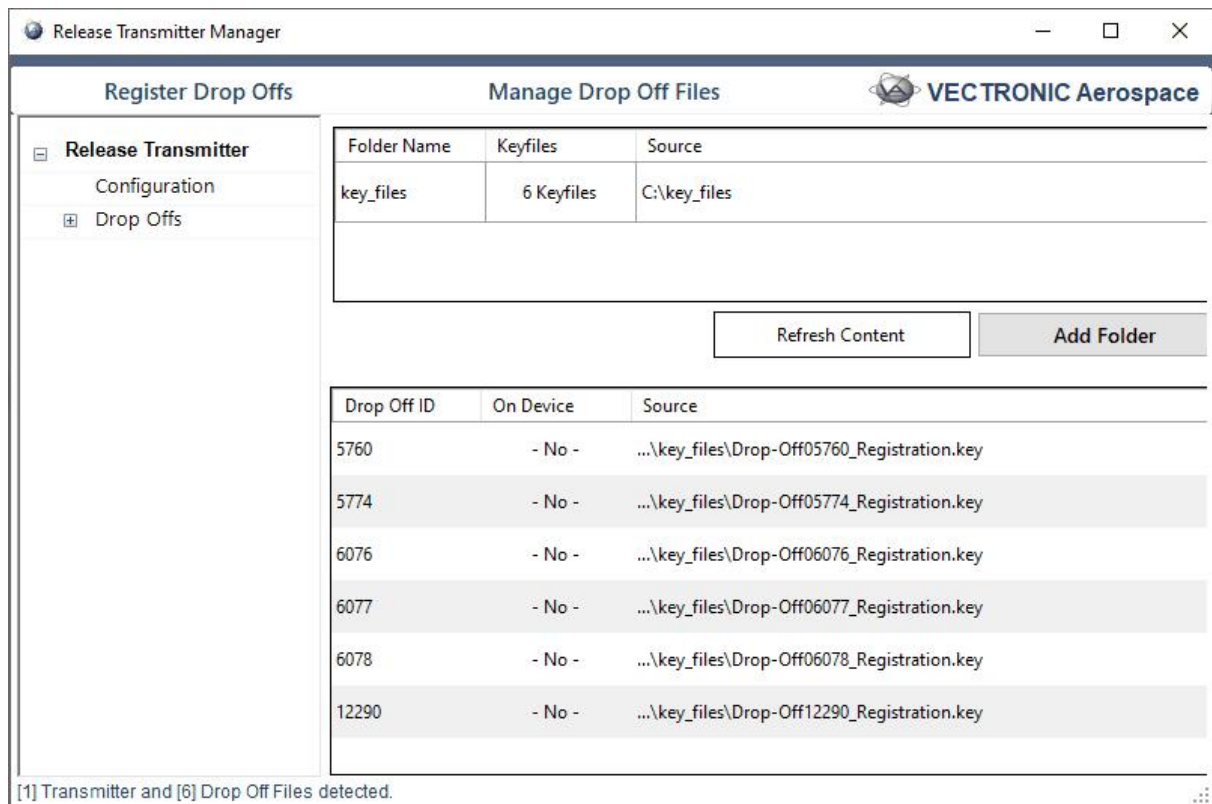 Release Transmitter Manager
Register Drop Offs Manage Drop Off Files VECTRONIC Aerospace
Release Transmitter
Configuration
Drop Offs
Folder Name Keyfiles Source
key_files 6 Keyfiles C:\key_files
Refresh Content Add Folder
Drop Off ID On Device Source
5760 - No - ...\key_files\Drop-Off05760_Registration.key
5774 - No - ...\key_files\Drop-Off05774_Registration.key
6076 - No - ...\key_files\Drop-Off06076_Registration.key
6077 - No - ...\key_files\Drop-Off06077_Registration.key
6078 - No - ...\key_files\Drop-Off06078_Registration.key
12290 - No - ...\key_files\Drop-Off12290_Registration.key
[1] Transmitter and [6] Drop Off Files detected.